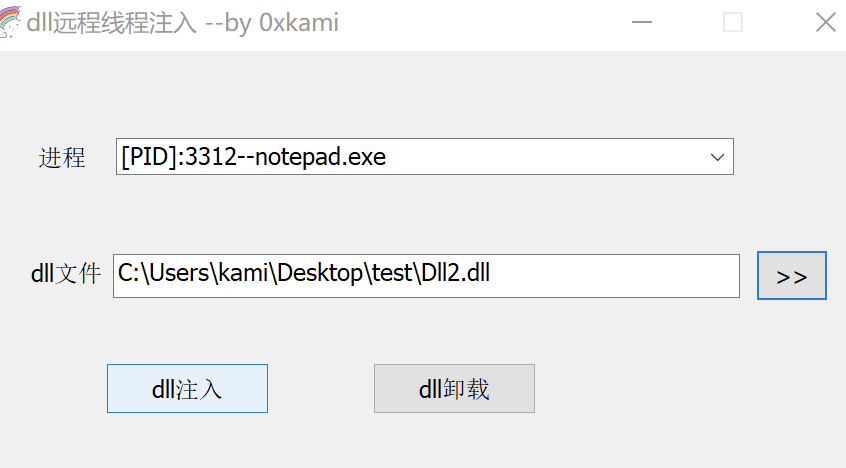 dll远程线程注入 --by 0xkami
进程 [PID]:3312--notepad.exe
dll文件 C:\Users\kami\Desktop\test\Dll2.dll >>
dll注入 dll卸载